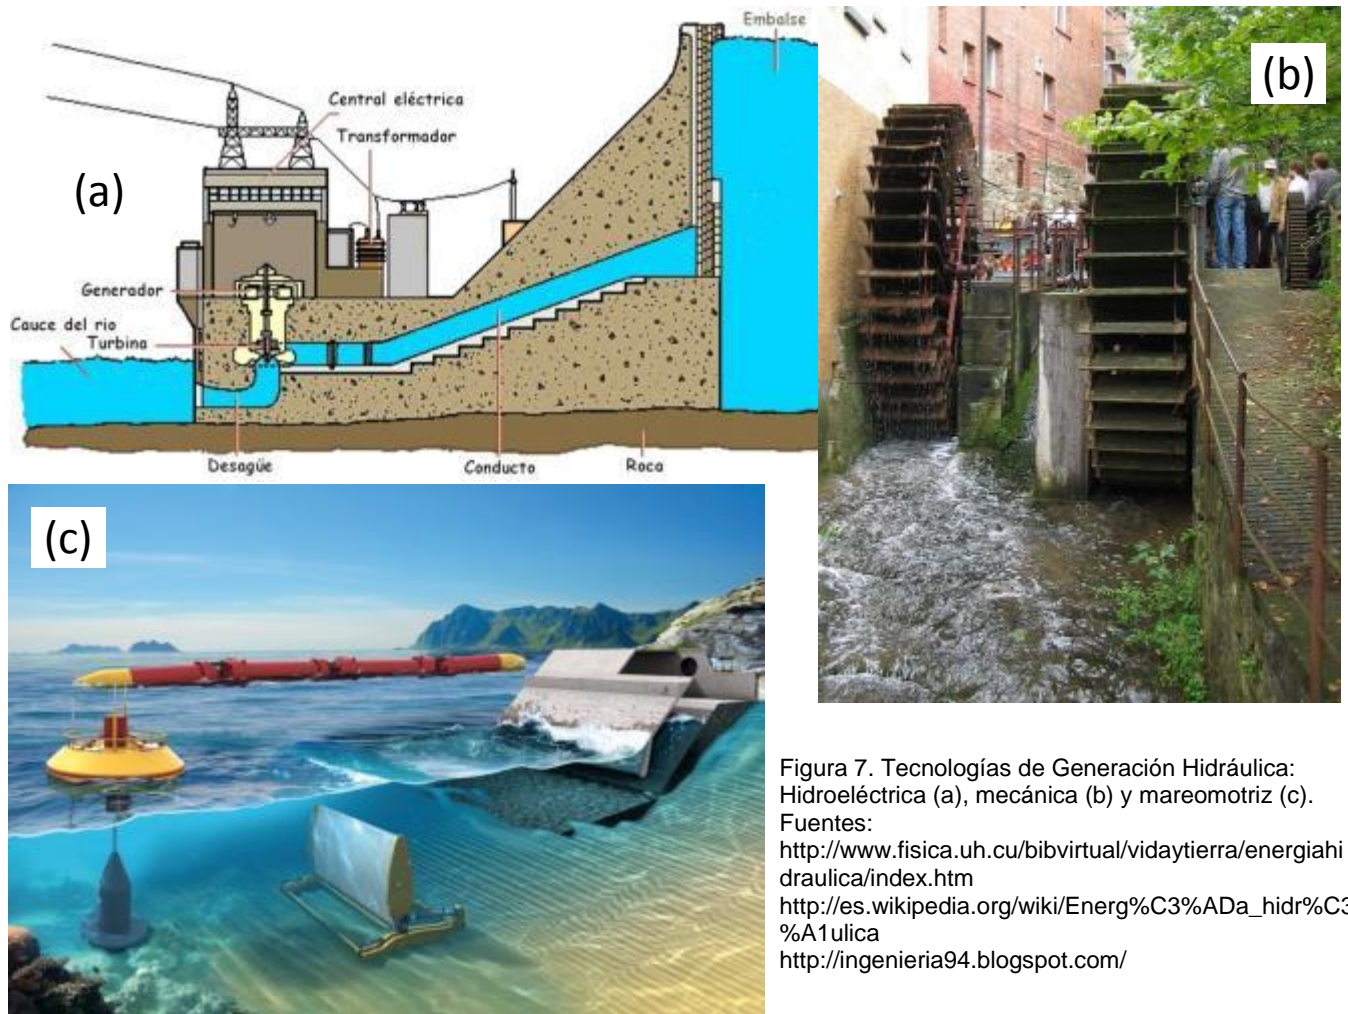 Embalse
(b)
Central eléctrica
Transformador
(a)
Generador
Cauce del rio
Turbina
Desagüe
Conducto
Roca
(c)
Figura 7. Tecnologías de Generación Hidráulica:
Hidroeléctrica (a), mecánica (b) y mareomotriz (c).
Fuentes:
http://www.fisica.uh.cu/bibvirtual/vidaytierra/energiahi
draulica/index.htm
http://es.wikipedia.org/wiki/Energ%C3%ADa_hidr%C3
%A1ulica
http://ingenieria94.blogspot.com/